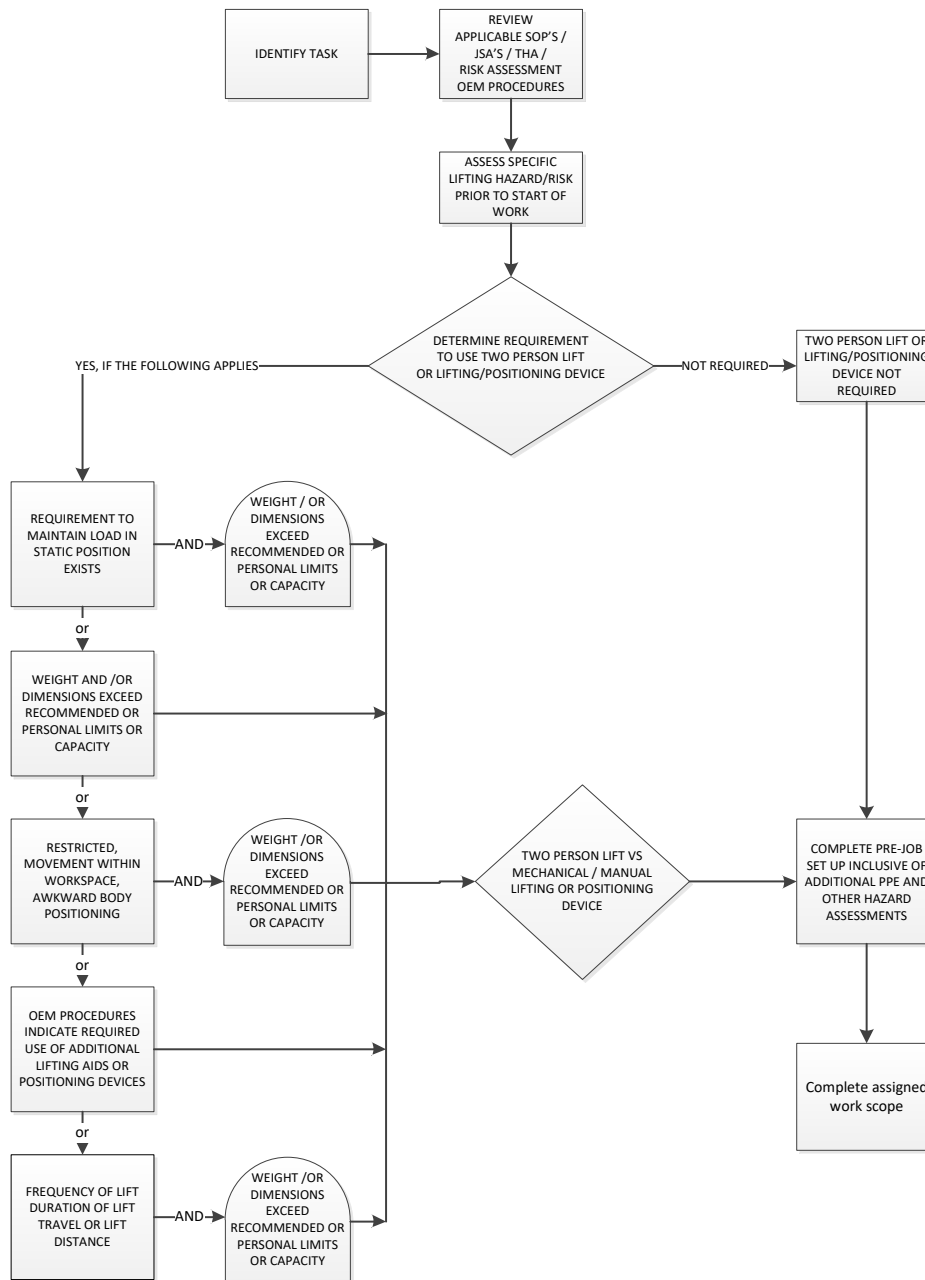 IDENTIFY TASK
REVIEW
APPLICABLE SOP'S /
JSA'S / THA /
RISK ASSESSMENT
OEM PROCEDURES
ASSESS SPECIFIC
LIFTING HAZARD/RISK
PRIOR TO START OF
WORK
DETERMINE REQUIREMENT
TO USE TWO PERSON LIFT
OR LIFTING/POSITIONING DEVICE
YES, IF THE FOLLOWING APPLIES
NOT REQUIRED
TWO PERSON LIFT OR
LIFTING/POSITIONING
DEVICE NOT
REQUIRED
REQUIREMENT TO
MAINTAIN LOAD IN
STATIC POSITION
EXISTS
AND
WEIGHT / OR
DIMENSIONS
EXCEED
RECOMMENDED OR
PERSONAL LIMITS
OR CAPACITY
or
WEIGHT AND /OR
DIMENSIONS EXCEED
RECOMMENDED OR
PERSONAL LIMITS OR
CAPACITY
or
RESTRICTED,
MOVEMENT WITHIN
WORKSPACE,
AWKWARD BODY
POSITIONING
AND
WEIGHT /OR
DIMENSIONS
EXCEED
RECOMMENDED OR
PERSONAL LIMITS
OR CAPACITY
TWO PERSON LIFT VS
MECHANICAL / MANUAL
LIFTING OR POSITIONING
DEVICE
COMPLETE PRE-JOB
SET UP INCLUSIVE OF
ADDITIONAL PPE AND
OTHER HAZARD
ASSESSMENTS
or
OEM PROCEDURES
INDICATE REQUIRED
USE OF ADDITIONAL
LIFTING AIDS OR
POSITIONING DEVICES
Complete assigned
work scope
or
FREQUENCY OF LIFT
DURATION OF LIFT
TRAVEL OR LIFT
DISTANCE
AND
WEIGHT /OR
DIMENSIONS
EXCEED
RECOMMENDED OR
PERSONAL LIMITS
OR CAPACITY